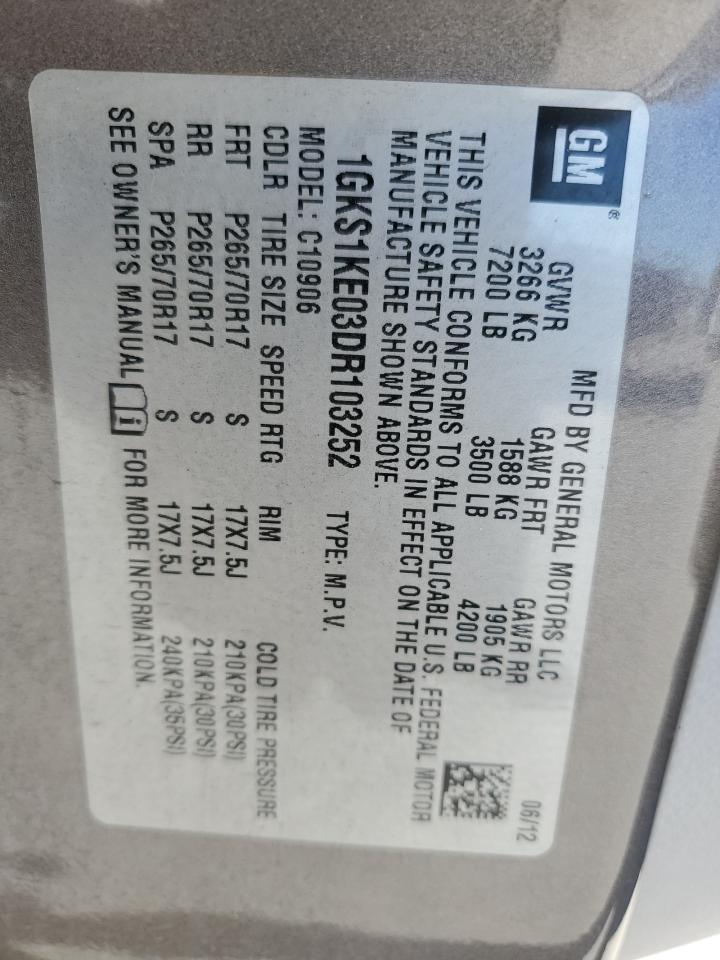 GM®
MFD BY GENERAL MOTORS LLC 06/12
GVWR GAWR FRT GAWR RR
3266 KG 1588 KG 1905 KG
7200 LB 3500 LB 4200 LB
THIS VEHICLE CONFORMS TO ALL APPLICABLE U.S. FEDERAL MOTOR
VEHICLE SAFETY STANDARDS IN EFFECT ON THE DATE OF
MANUFACTURE SHOWN ABOVE.
1GKS1KE03DR103252 TYPE: M.P.V.
MODEL: C10906
CDLR TIRE SIZE SPEED RTG RIM COLD TIRE PRESSURE
FRT P265/70R17 S 17X7.5J 210KPA(30PSI)
RR P265/70R17 S 17X7.5J 210KPA(30PSI)
SPA P265/70R17 S 17X7.5J 240KPA(35PSI)
SEE OWNER'S MANUAL FOR MORE INFORMATION.